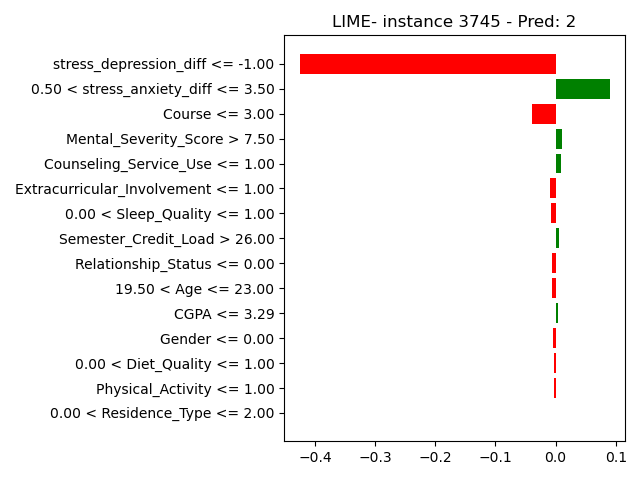 LIME- instance 3745 - Pred: 2
stress_depression_diff <= -1.00
0.50 < stress_anxiety_diff <= 3.50
Course <= 3.00
Mental_Severity_Score > 7.50
Counseling_Service_Use <= 1.00
Extracurricular_Involvement <= 1.00
0.00 < Sleep_Quality <= 1.00
Semester_Credit_Load > 26.00
Relationship_Status <= 0.00
19.50 < Age <= 23.00
CGPA <= 3.29
Gender <= 0.00
0.00 < Diet_Quality <= 1.00
Physical_Activity <= 1.00
0.00 < Residence_Type <= 2.00
−0.4 −0.3 −0.2 −0.1 0.0 0.1